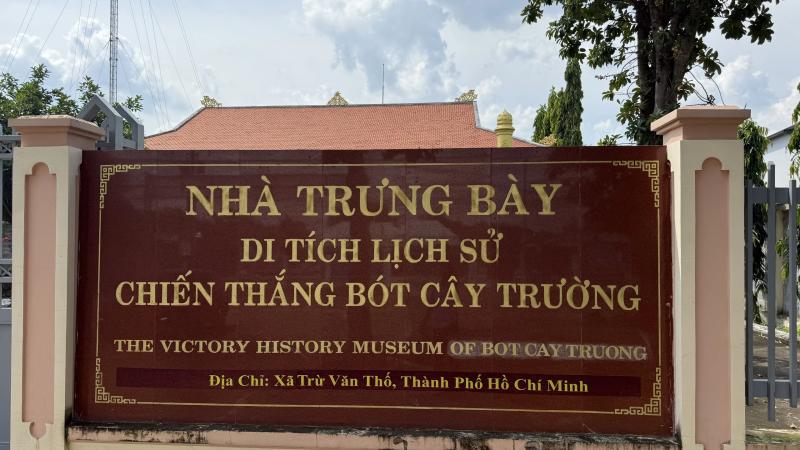 NHÀ TRƯNG BÀY
DI TÍCH LỊCH SỬ
CHIẾN THẮNG BÓT CÂY TRƯỜNG
THE VICTORY HISTORY MUSEUM OF BOT CAY TRUONG
Địa Chỉ: Xã Trừ Văn Thố, Thành Phố Hồ Chí Minh